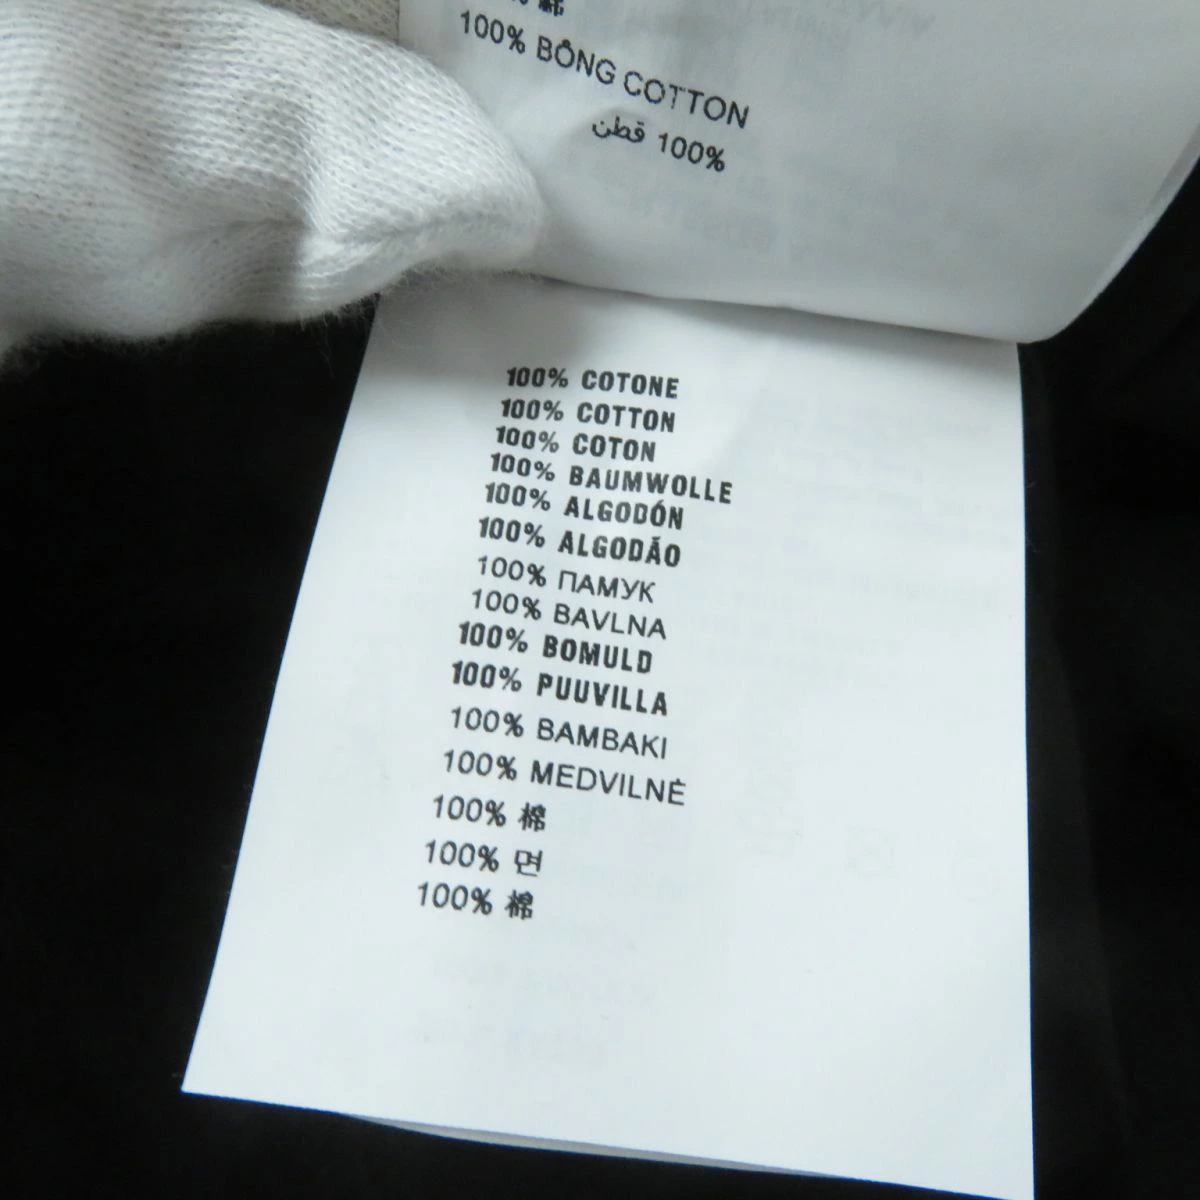 100% BÔNG COTTON
100% قطن
100% COTONE
100% COTTON
100% COTON
100% BAUMWOLLE
100% ALGODÓN
100% ALGODÃO
100% ПАМУК
100% BAVLNA
100% BOMULD
100% PUUVILLA
100% BAMBAKI
100% MEDVILNĖ
100% 棉
100% 면
100% 棉